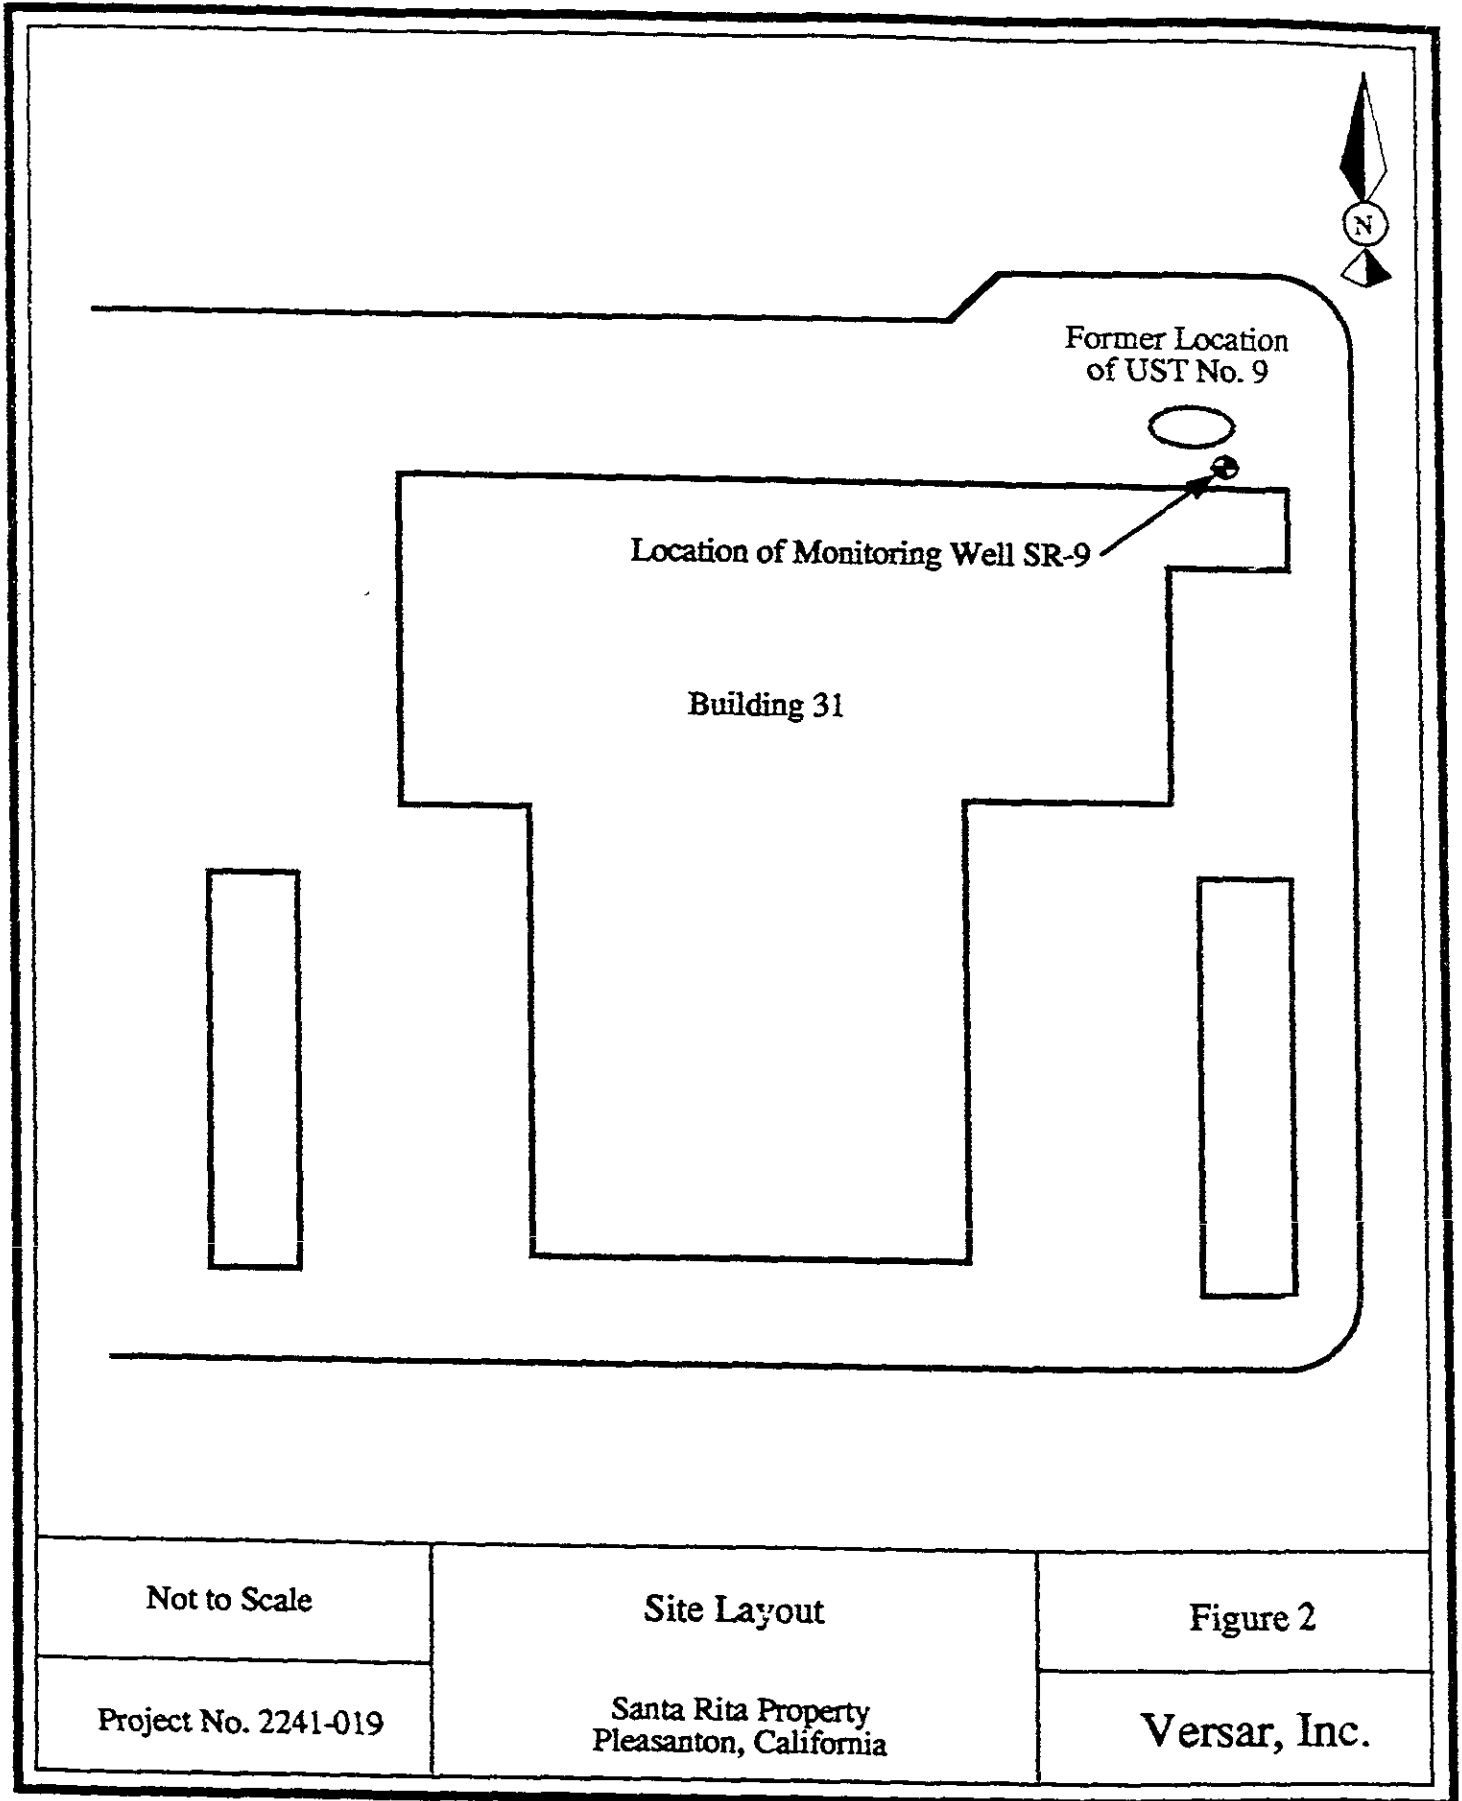 N
Former Location
of UST No. 9
Location of Monitoring Well SR-9
Building 31
Not to Scale
Project No. 2241-019
Site Layout
Santa Rita Property
Pleasanton, California
Figure 2
Versar, Inc.